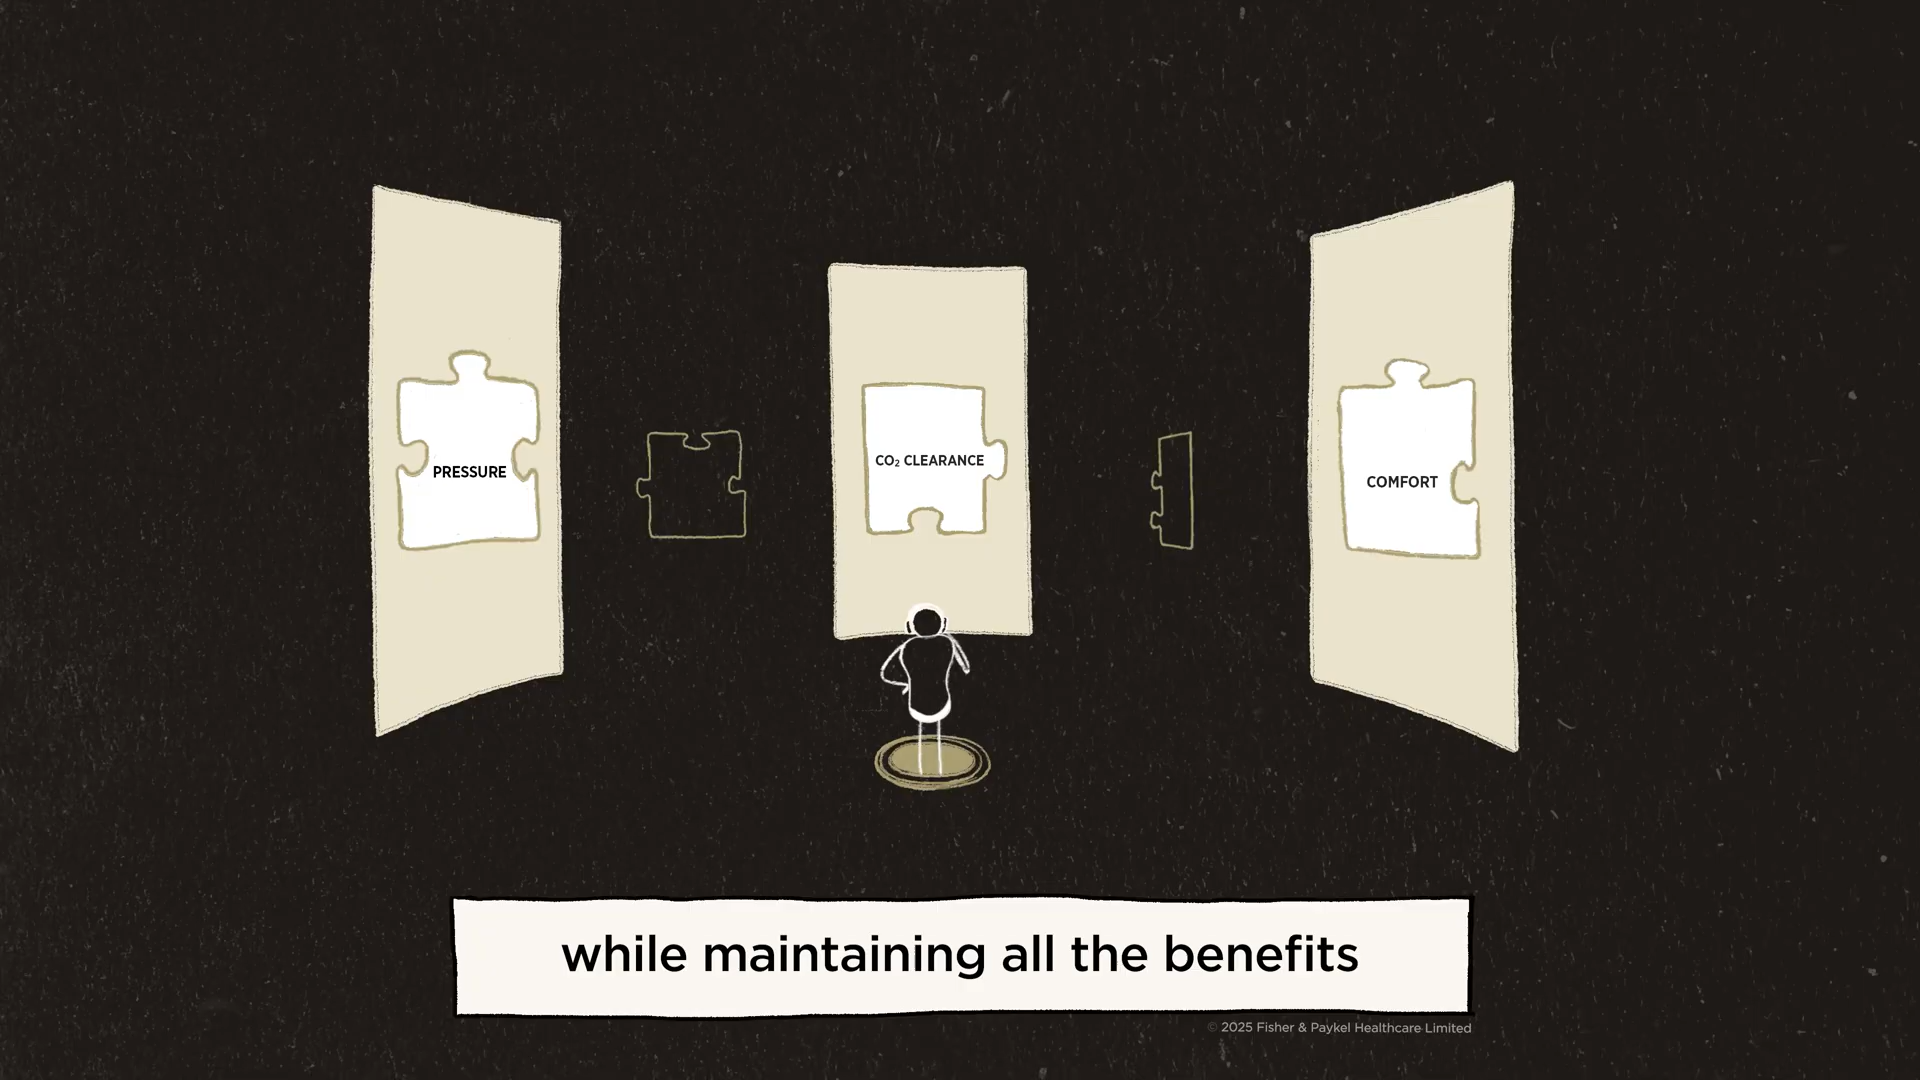 PRESSURE
CO₂ CLEARANCE
COMFORT
while maintaining all the benefits
© 2025 Fisher & Paykel Healthcare Limited